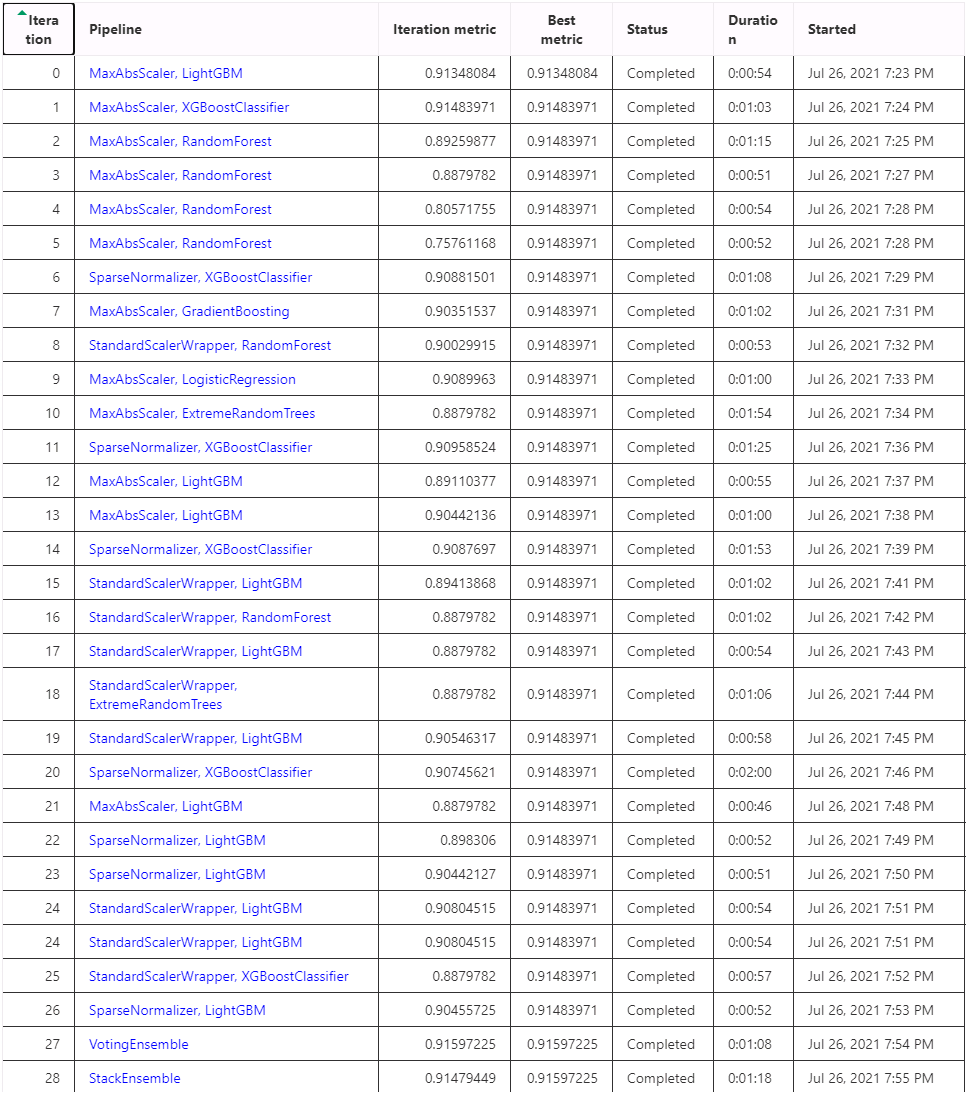 Itera
tion Pipeline Iteration metric Best
metric Status Duratio
n Started
0 MaxAbsScaler, LightGBM 0.91348084 0.91348084 Completed 0:00:54 Jul 26, 2021 7:23 PM
1 MaxAbsScaler, XGBoostClassifier 0.91483971 0.91483971 Completed 0:01:03 Jul 26, 2021 7:24 PM
2 MaxAbsScaler, RandomForest 0.89259877 0.91483971 Completed 0:01:15 Jul 26, 2021 7:25 PM
3 MaxAbsScaler, RandomForest 0.8879782 0.91483971 Completed 0:00:51 Jul 26, 2021 7:27 PM
4 MaxAbsScaler, RandomForest 0.80571755 0.91483971 Completed 0:00:54 Jul 26, 2021 7:28 PM
5 MaxAbsScaler, RandomForest 0.75761168 0.91483971 Completed 0:00:52 Jul 26, 2021 7:28 PM
6 SparseNormalizer, XGBoostClassifier 0.90881501 0.91483971 Completed 0:01:08 Jul 26, 2021 7:29 PM
7 MaxAbsScaler, GradientBoosting 0.90351537 0.91483971 Completed 0:01:02 Jul 26, 2021 7:31 PM
8 StandardScalerWrapper, RandomForest 0.90029915 0.91483971 Completed 0:00:53 Jul 26, 2021 7:32 PM
9 MaxAbsScaler, LogisticRegression 0.9089963 0.91483971 Completed 0:01:00 Jul 26, 2021 7:33 PM
10 MaxAbsScaler, ExtremeRandomTrees 0.8879782 0.91483971 Completed 0:01:54 Jul 26, 2021 7:34 PM
11 SparseNormalizer, XGBoostClassifier 0.90958524 0.91483971 Completed 0:01:25 Jul 26, 2021 7:36 PM
12 MaxAbsScaler, LightGBM 0.89110377 0.91483971 Completed 0:00:55 Jul 26, 2021 7:37 PM
13 MaxAbsScaler, LightGBM 0.90442136 0.91483971 Completed 0:01:00 Jul 26, 2021 7:38 PM
14 SparseNormalizer, XGBoostClassifier 0.9087697 0.91483971 Completed 0:01:53 Jul 26, 2021 7:39 PM
15 StandardScalerWrapper, LightGBM 0.89413868 0.91483971 Completed 0:01:02 Jul 26, 2021 7:41 PM
16 StandardScalerWrapper, RandomForest 0.8879782 0.91483971 Completed 0:01:02 Jul 26, 2021 7:42 PM
17 StandardScalerWrapper, LightGBM 0.8879782 0.91483971 Completed 0:00:54 Jul 26, 2021 7:43 PM
18 StandardScalerWrapper,
ExtremeRandomTrees 0.8879782 0.91483971 Completed 0:01:06 Jul 26, 2021 7:44 PM
19 StandardScalerWrapper, LightGBM 0.90546317 0.91483971 Completed 0:00:58 Jul 26, 2021 7:45 PM
20 SparseNormalizer, XGBoostClassifier 0.90745621 0.91483971 Completed 0:02:00 Jul 26, 2021 7:46 PM
21 MaxAbsScaler, LightGBM 0.8879782 0.91483971 Completed 0:00:46 Jul 26, 2021 7:48 PM
22 SparseNormalizer, LightGBM 0.898306 0.91483971 Completed 0:00:52 Jul 26, 2021 7:49 PM
23 SparseNormalizer, LightGBM 0.90442127 0.91483971 Completed 0:00:51 Jul 26, 2021 7:50 PM
24 StandardScalerWrapper, LightGBM 0.90804515 0.91483971 Completed 0:00:54 Jul 26, 2021 7:51 PM
24 StandardScalerWrapper, LightGBM 0.90804515 0.91483971 Completed 0:00:54 Jul 26, 2021 7:51 PM
25 StandardScalerWrapper, XGBoostClassifier 0.8879782 0.91483971 Completed 0:00:57 Jul 26, 2021 7:52 PM
26 SparseNormalizer, LightGBM 0.90455725 0.91483971 Completed 0:00:52 Jul 26, 2021 7:53 PM
27 VotingEnsemble 0.91597225 0.91597225 Completed 0:01:08 Jul 26, 2021 7:54 PM
28 StackEnsemble 0.91479449 0.91597225 Completed 0:01:18 Jul 26, 2021 7:55 PM